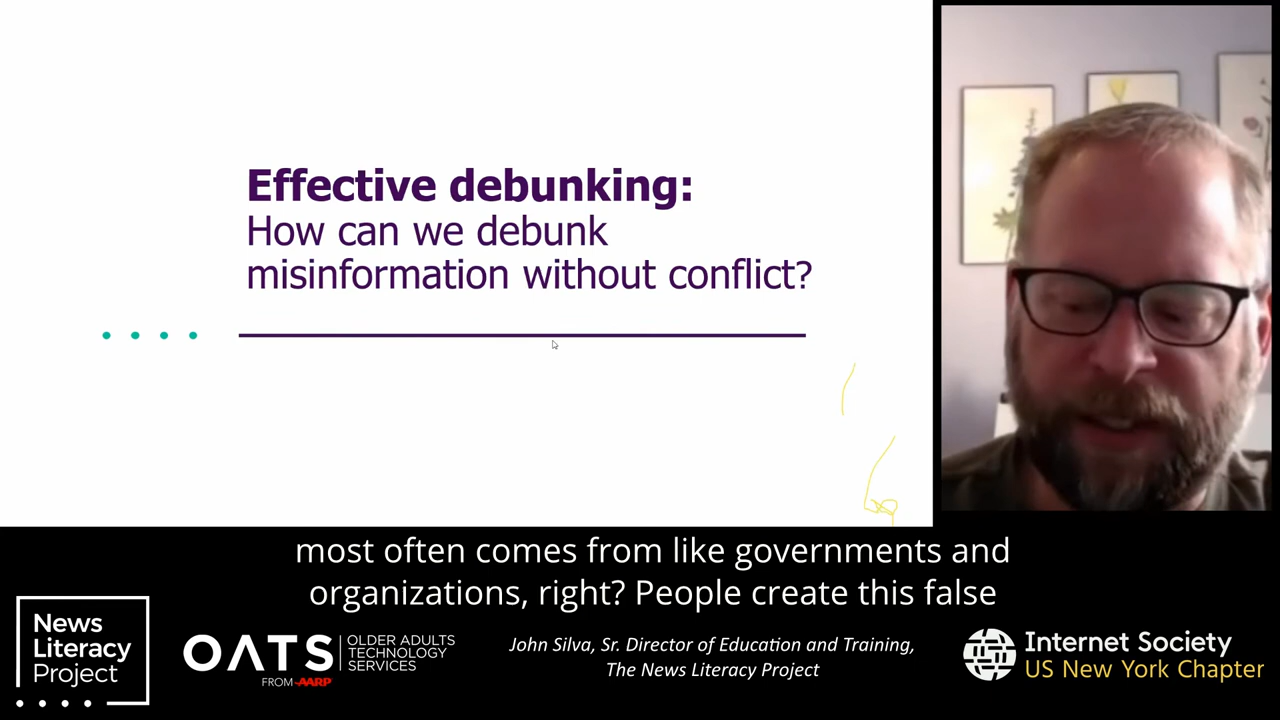 Effective debunking:
How can we debunk
misinformation without conflict?
most often comes from like governments and
organizations, right? People create this false
News
Literacy
Project
OATS
OLDER ADULTS
TECHNOLOGY
SERVICES
FROM AARP
John Silva, Sr. Director of Education and Training,
The News Literacy Project
Internet Society
US New York Chapter